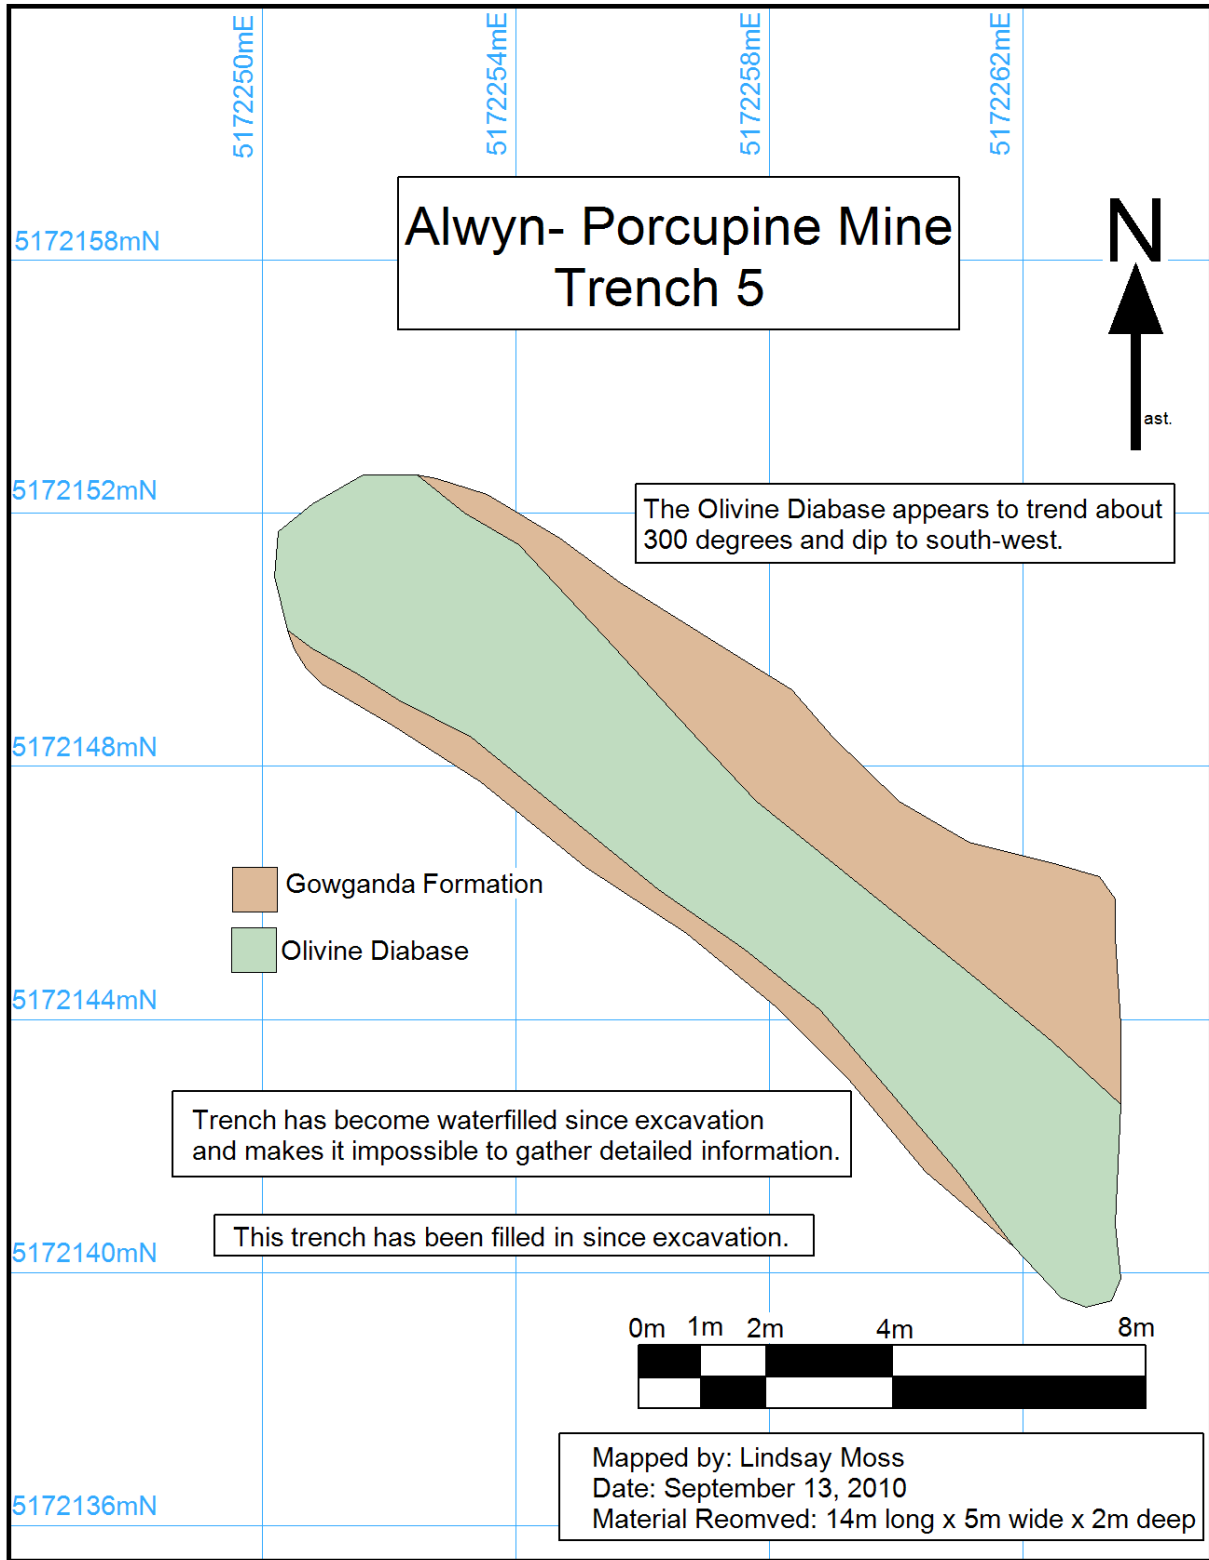 5172250mE
5172254mE
5172258mE
5172262mE
Alwyn- Porcupine Mine
Trench 5
N
ast.
5172158mN
5172152mN
The Olivine Diabase appears to trend about
300 degrees and dip to south-west.
5172148mN
Gowganda Formation
Olivine Diabase
5172144mN
Trench has become waterfilled since excavation
and makes it impossible to gather detailed information.
This trench has been filled in since excavation.
5172140mN
0m 1m 2m 4m 8m
Mapped by: Lindsay Moss
Date: September 13, 2010
Material Reomved: 14m long x 5m wide x 2m deep
5172136mN